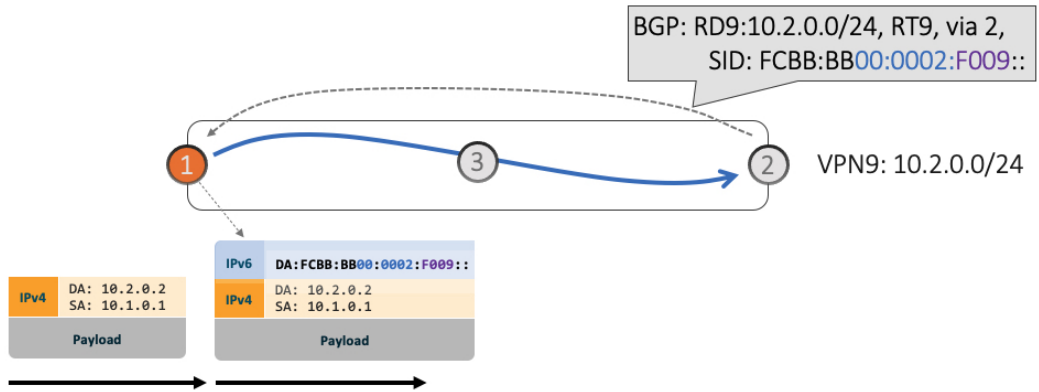 BGP: RD9:10.2.0.0/24, RT9, via 2,
SID: FCBB:BB00:0002:F009::
1
3
2
VPN9: 10.2.0.0/24
IPv4
DA: 10.2.0.2
SA: 10.1.0.1
Payload
IPv6
DA:FCBB:BB00:0002:F009::
IPv4
DA: 10.2.0.2
SA: 10.1.0.1
Payload